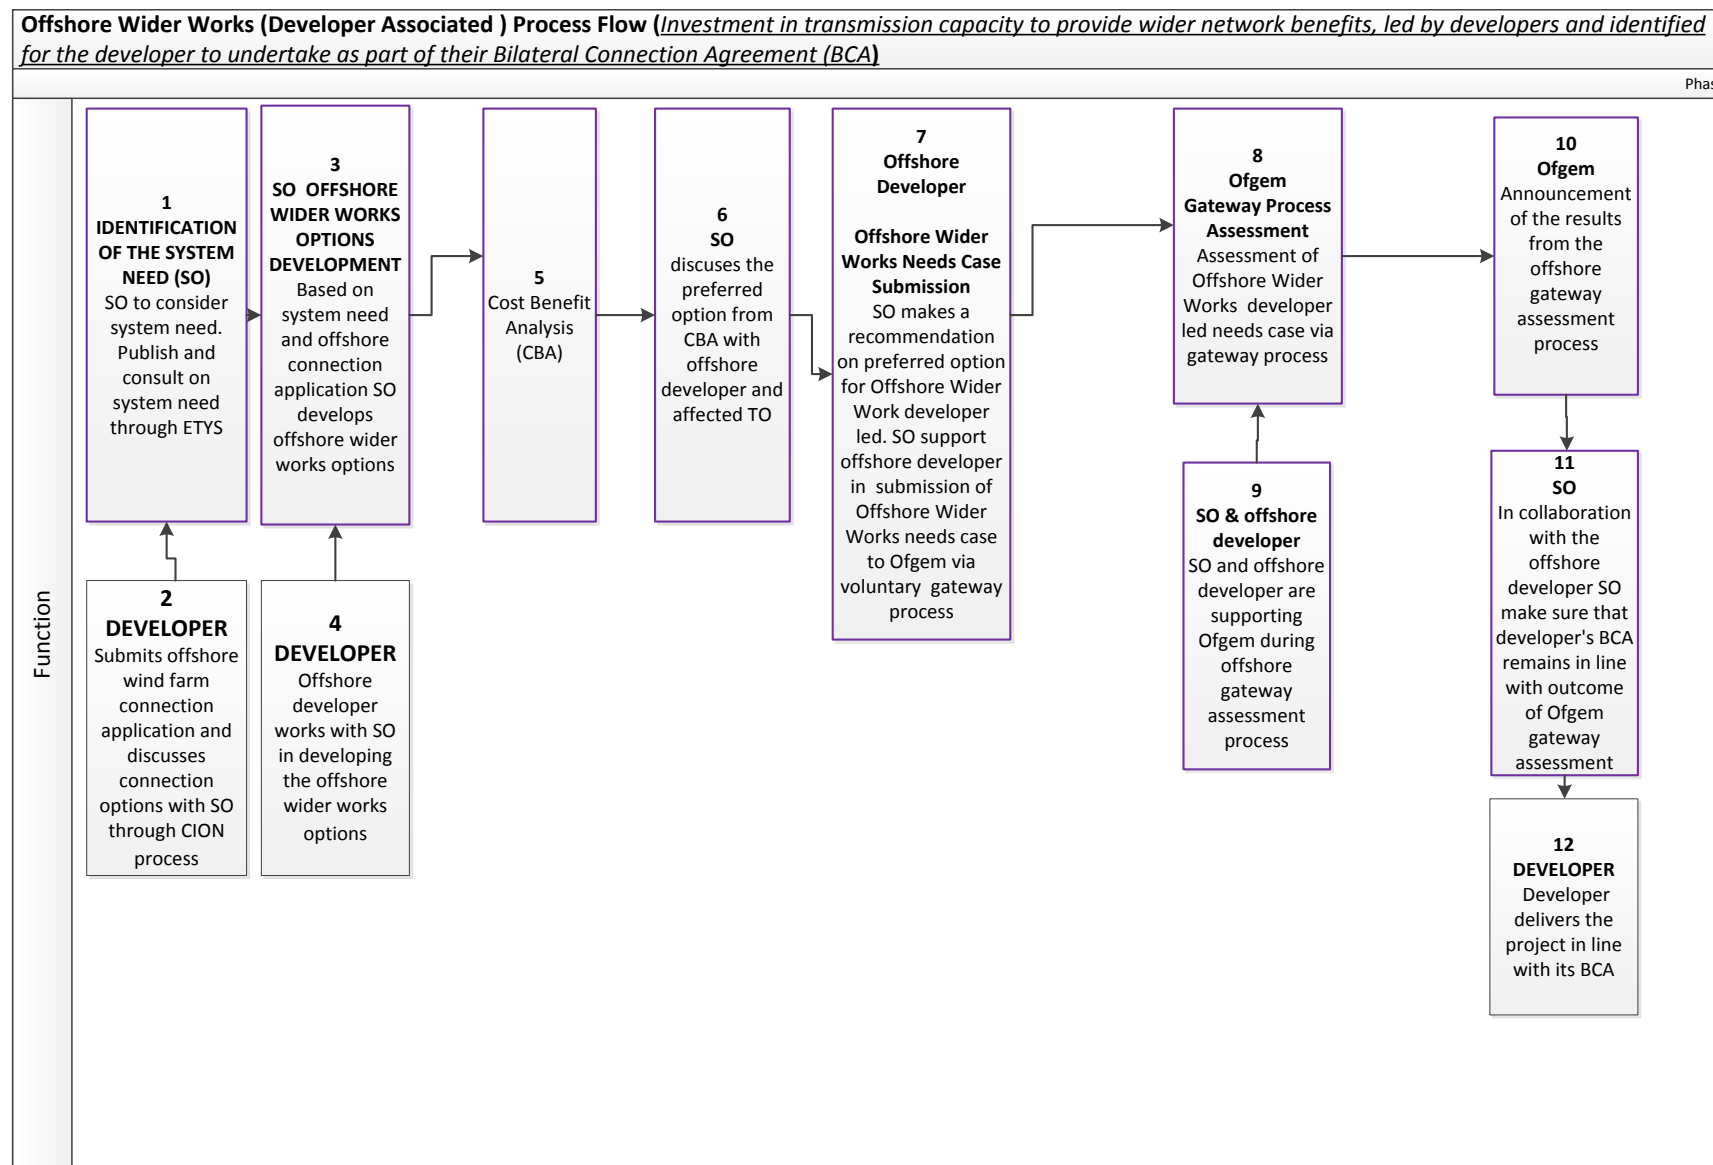 Offshore Wider Works (Developer Associated ) Process Flow (Investment in transmission capacity to provide wider network benefits, led by developers and identified
for the developer to undertake as part of their Bilateral Connection Agreement (BCA)
Phas
Function
1
IDENTIFICATION
OF THE SYSTEM
NEED (SO)
SO to consider
system need.
Publish and
consult on
system need
through ETYS
2
DEVELOPER
Submits offshore
wind farm
connection
application and
discusses
connection
options with SO
through CION
process
3
SO OFFSHORE
WIDER WORKS
OPTIONS
DEVELOPMENT
Based on
system need
and offshore
connection
application SO
develops
offshore wider
works options
4
DEVELOPER
Offshore
developer
works with SO
in developing
the offshore
wider works
options
5
Cost Benefit
Analysis
(CBA)
6
SO
discuses the
preferred
option from
CBA with
offshore
developer and
affected TO
7
Offshore
Developer
Offshore Wider
Works Needs Case
Submission
SO makes a
recommendation
on preferred option
for Offshore Wider
Work developer
led. SO support
offshore developer
in submission of
Offshore Wider
Works needs case
to Ofgem via
voluntary gateway
process
8
Ofgem
Gateway Process
Assessment
Assessment of
Offshore Wider
Works developer
led needs case via
gateway process
9
SO & offshore
developer
SO and offshore
developer are
supporting
Ofgem during
offshore
gateway
assessment
process
10
Ofgem
Announcement
of the results
from the
offshore
gateway
assessment
process
11
SO
In collaboration
with the
offshore
developer SO
make sure that
developer's BCA
remains in line
with outcome
of Ofgem
gateway
assessment
12
DEVELOPER
Developer
delivers the
project in line
with its BCA